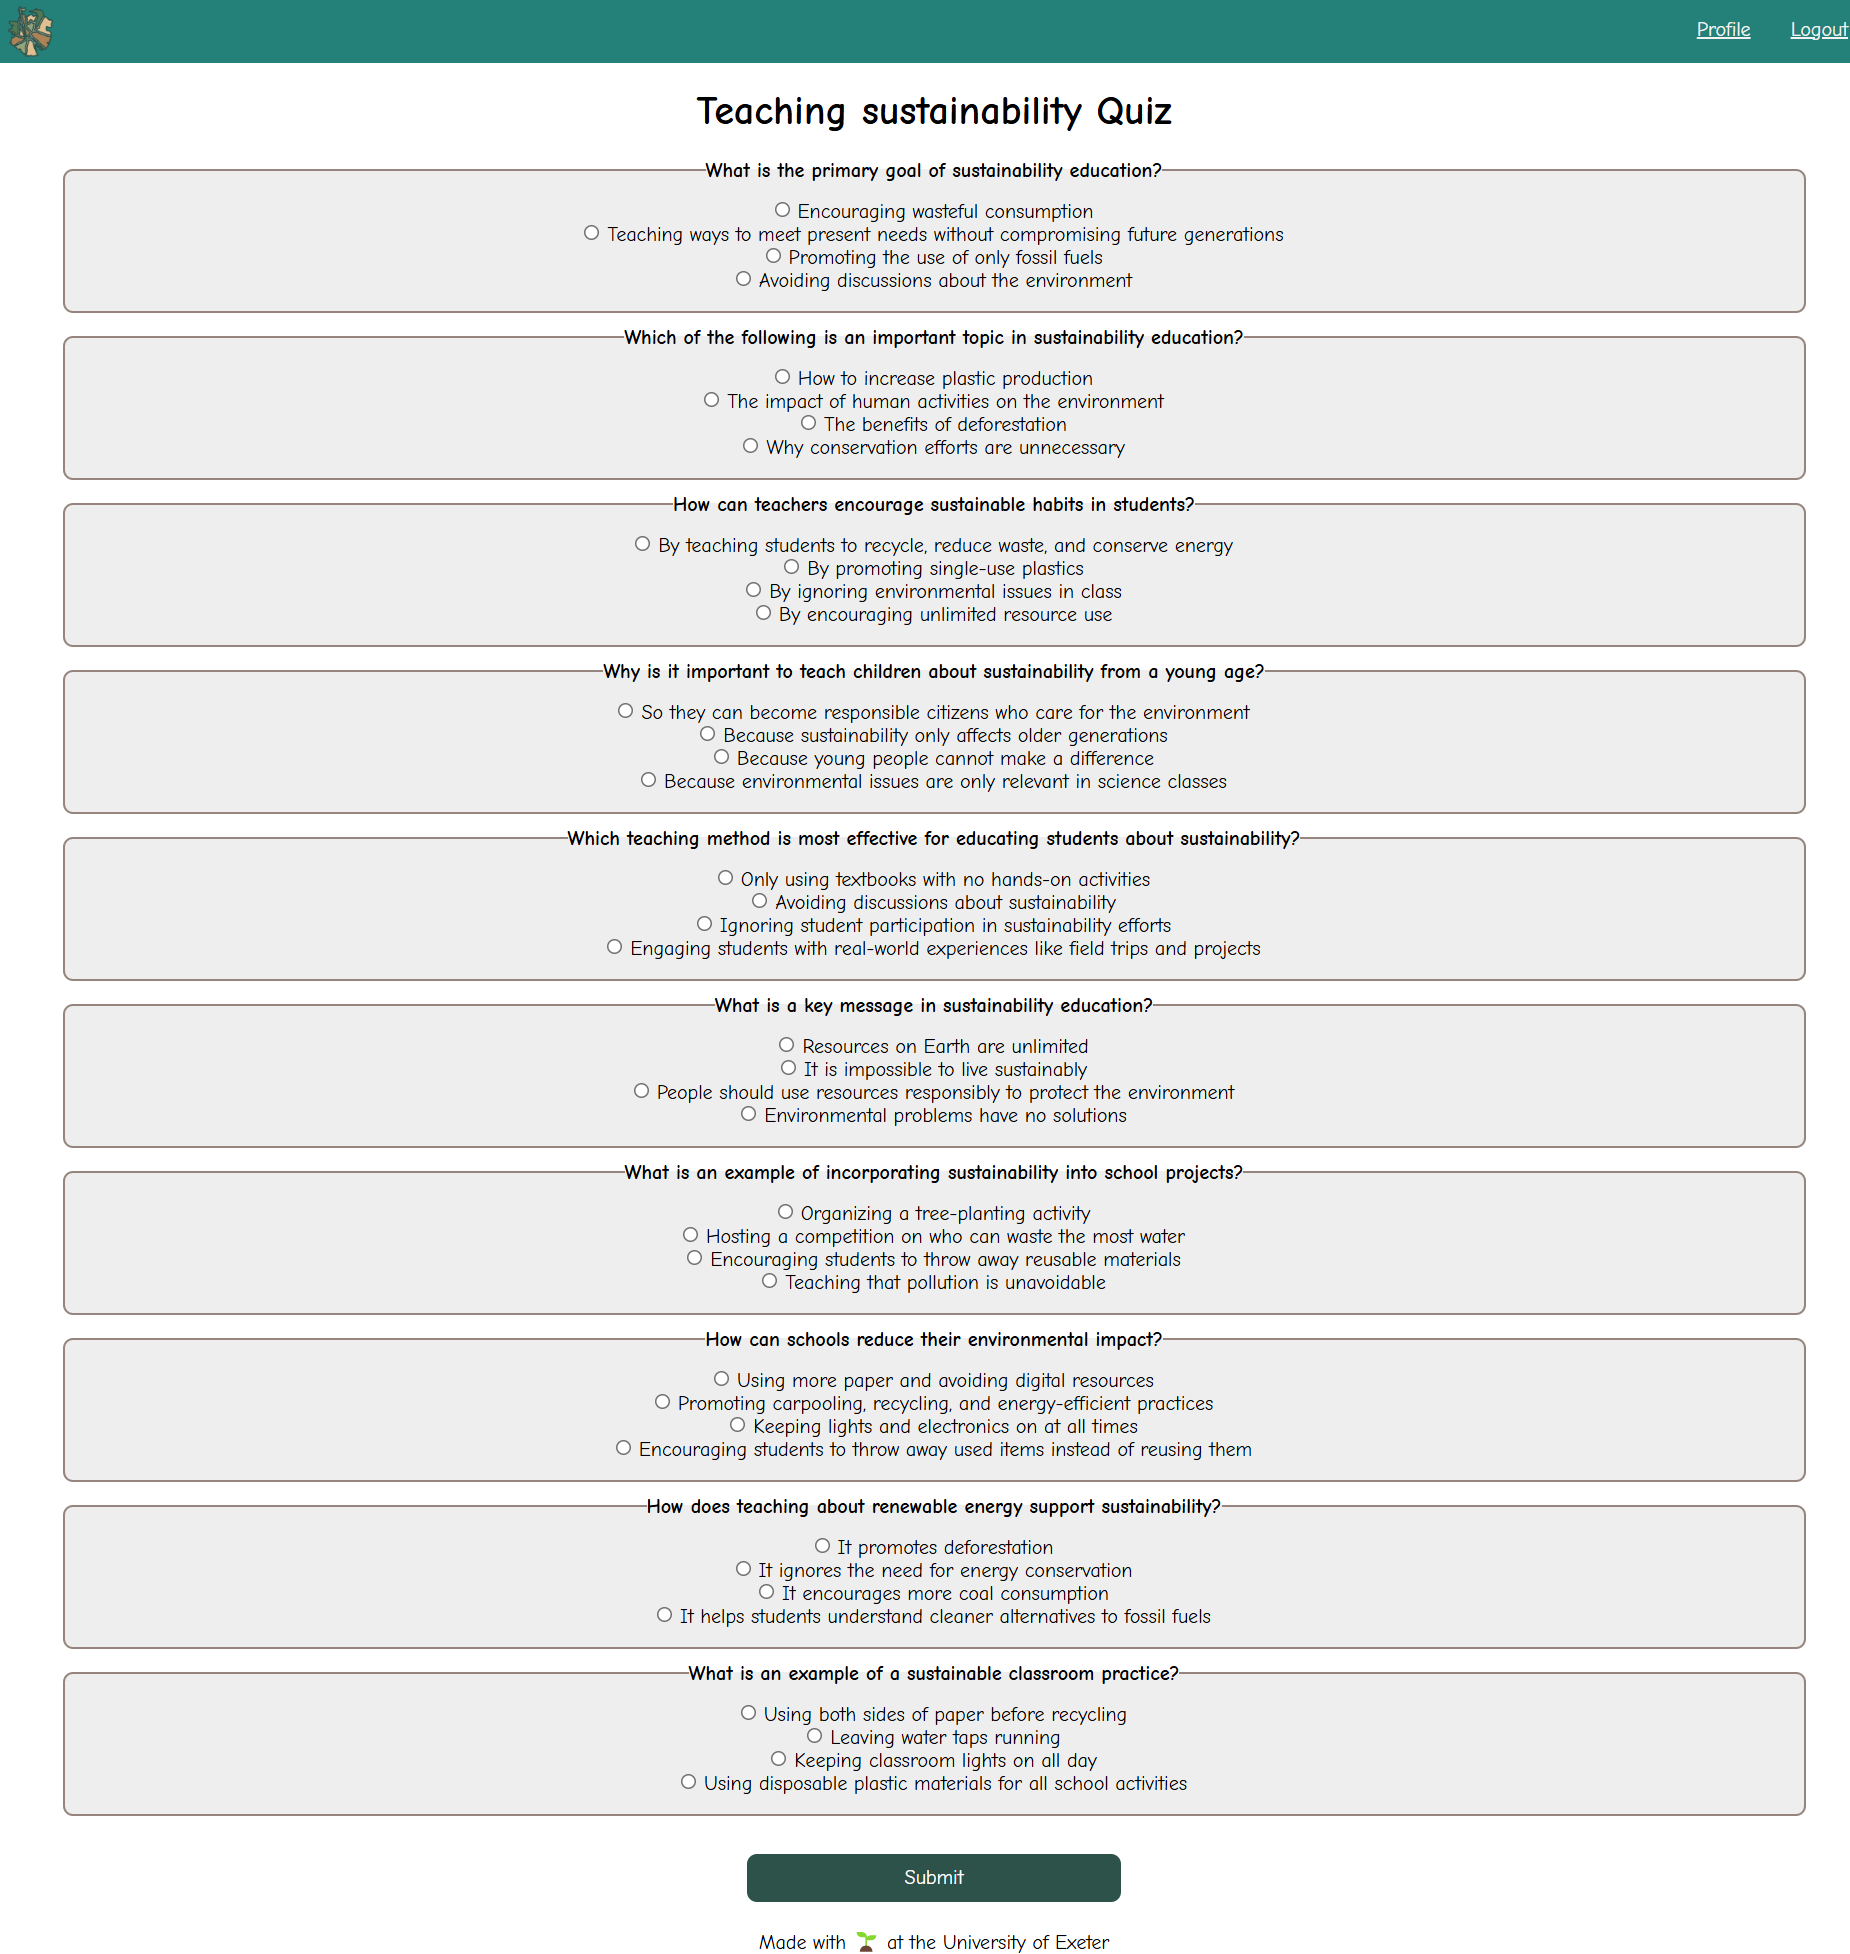 Profile Logout
Teaching sustainability Quiz
What is the primary goal of sustainability education?
Encouraging wasteful consumption
Teaching ways to meet present needs without compromising future generations
Promoting the use of only fossil fuels
Avoiding discussions about the environment
Which of the following is an important topic in sustainability education?
How to increase plastic production
The impact of human activities on the environment
The benefits of deforestation
Why conservation efforts are unnecessary
How can teachers encourage sustainable habits in students?
By teaching students to recycle, reduce waste, and conserve energy
By promoting single-use plastics
By ignoring environmental issues in class
By encouraging unlimited resource use
Why is it important to teach children about sustainability from a young age?
So they can become responsible citizens who care for the environment
Because sustainability only affects older generations
Because young people cannot make a difference
Because environmental issues are only relevant in science classes
Which teaching method is most effective for educating students about sustainability?
Only using textbooks with no hands-on activities
Avoiding discussions about sustainability
Ignoring student participation in sustainability efforts
Engaging students with real-world experiences like field trips and projects
What is a key message in sustainability education?
Resources on Earth are unlimited
It is impossible to live sustainably
People should use resources responsibly to protect the environment
Environmental problems have no solutions
What is an example of incorporating sustainability into school projects?
Organizing a tree-planting activity
Hosting a competition on who can waste the most water
Encouraging students to throw away reusable materials
Teaching that pollution is unavoidable
How can schools reduce their environmental impact?
Using more paper and avoiding digital resources
Promoting carpooling, recycling, and energy-efficient practices
Keeping lights and electronics on at all times
Encouraging students to throw away used items instead of reusing them
How does teaching about renewable energy support sustainability?
It promotes deforestation
It ignores the need for energy conservation
It encourages more coal consumption
It helps students understand cleaner alternatives to fossil fuels
What is an example of a sustainable classroom practice?
Using both sides of paper before recycling
Leaving water taps running
Keeping classroom lights on all day
Using disposable plastic materials for all school activities
Submit
Made with 🌱 at the University of Exeter